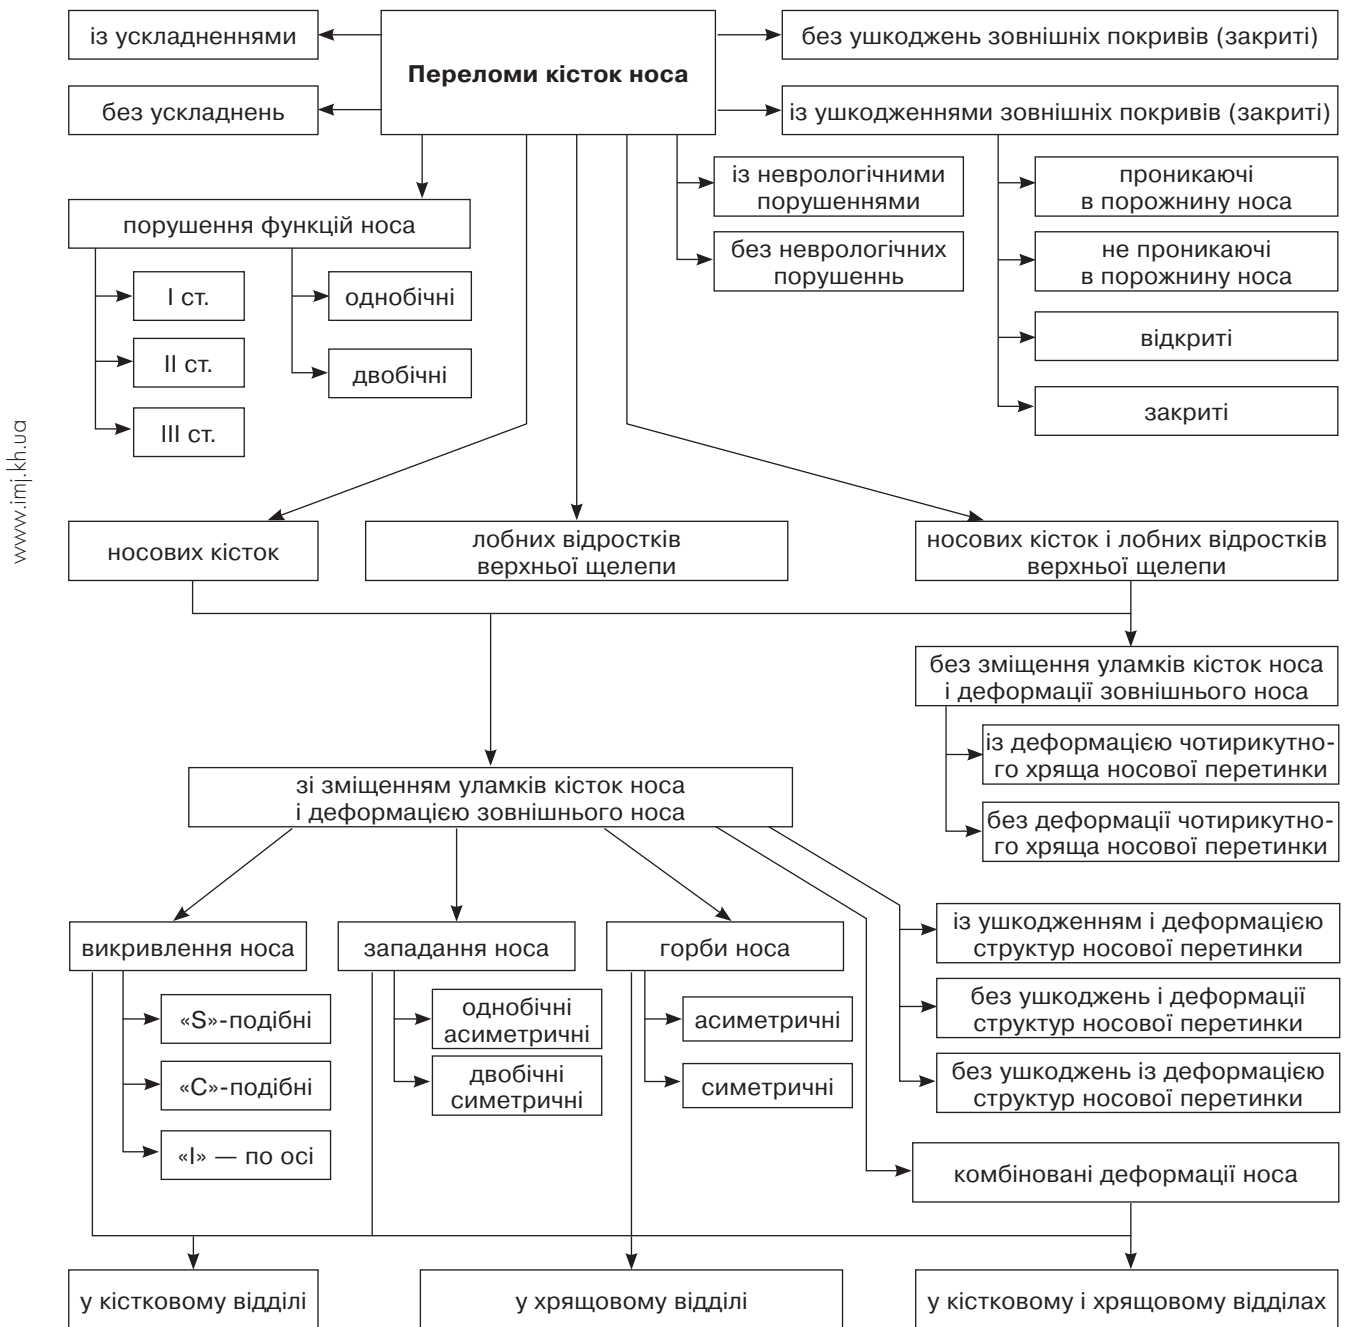 із ускладненнями
Переломи кісток носа
без ушкоджень зовнішніх покривів (закриті)
без ускладнень
із ушкодженнями зовнішніх покривів (закриті)
із неврологічними
порушеннями
без неврологічних
порушеннь
проникаючі
в порожнину носа
не проникаючі
в порожнину носа
відкриті
закриті
порушення функцій носа
I ст.
II ст.
III ст.
однобічні
двобічні
www.imj.kh.ua
носових кісток
лобних відростків
верхньої щелепи
носових кісток і лобних відростків
верхньої щелепи
без зміщення уламків кісток носа
і деформації зовнішнього носа
із деформацією чотирикутно-
го хряща носової перетинки
без деформації чотирикутно-
го хряща носової перетинки
зі зміщенням уламків кісток носа
і деформацією зовнішнього носа
викривлення носа
«S»-подібні
«C»-подібні
«I» — по осі
западання носа
однобічні
асиметричні
двобічні
симетричні
горби носа
асиметричні
симетричні
із ушкодженням і деформацією
структур носової перетинки
без ушкоджень і деформації
структур носової перетинки
без ушкоджень із деформацією
структур носової перетинки
комбіновані деформації носа
у кістковому відділі
у хрящовому відділі
у кістковому і хрящовому відділах